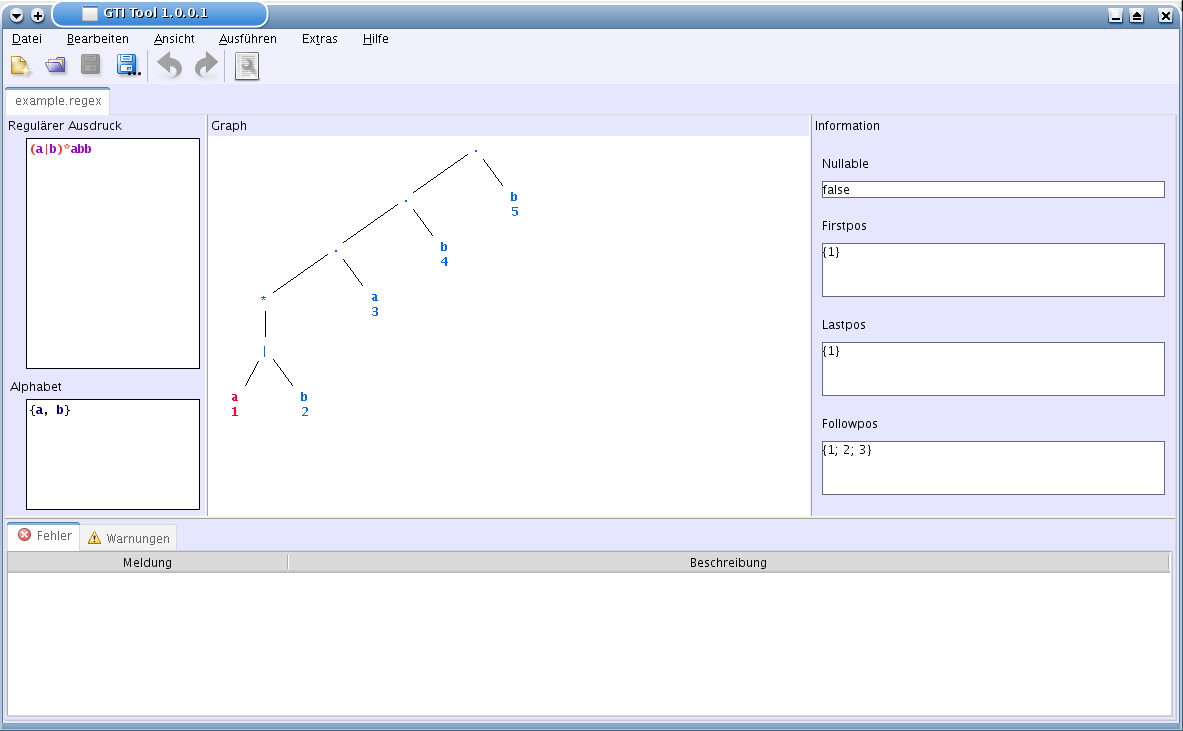 GTI Tool 1.0.0.1
Datei Bearbeiten Ansicht Ausführen Extras Hilfe
example.regex
Regulärer Ausdruck
(a|b)*abb
Alphabet
{a, b}
Graph
.
.
b
5
.
b
4
*
a
3
|
a
1
b
2
Information
Nullable
false
Firstpos
{1}
Lastpos
{1}
Followpos
{1; 2; 3}
Fehler Warnungen
Meldung Beschreibung